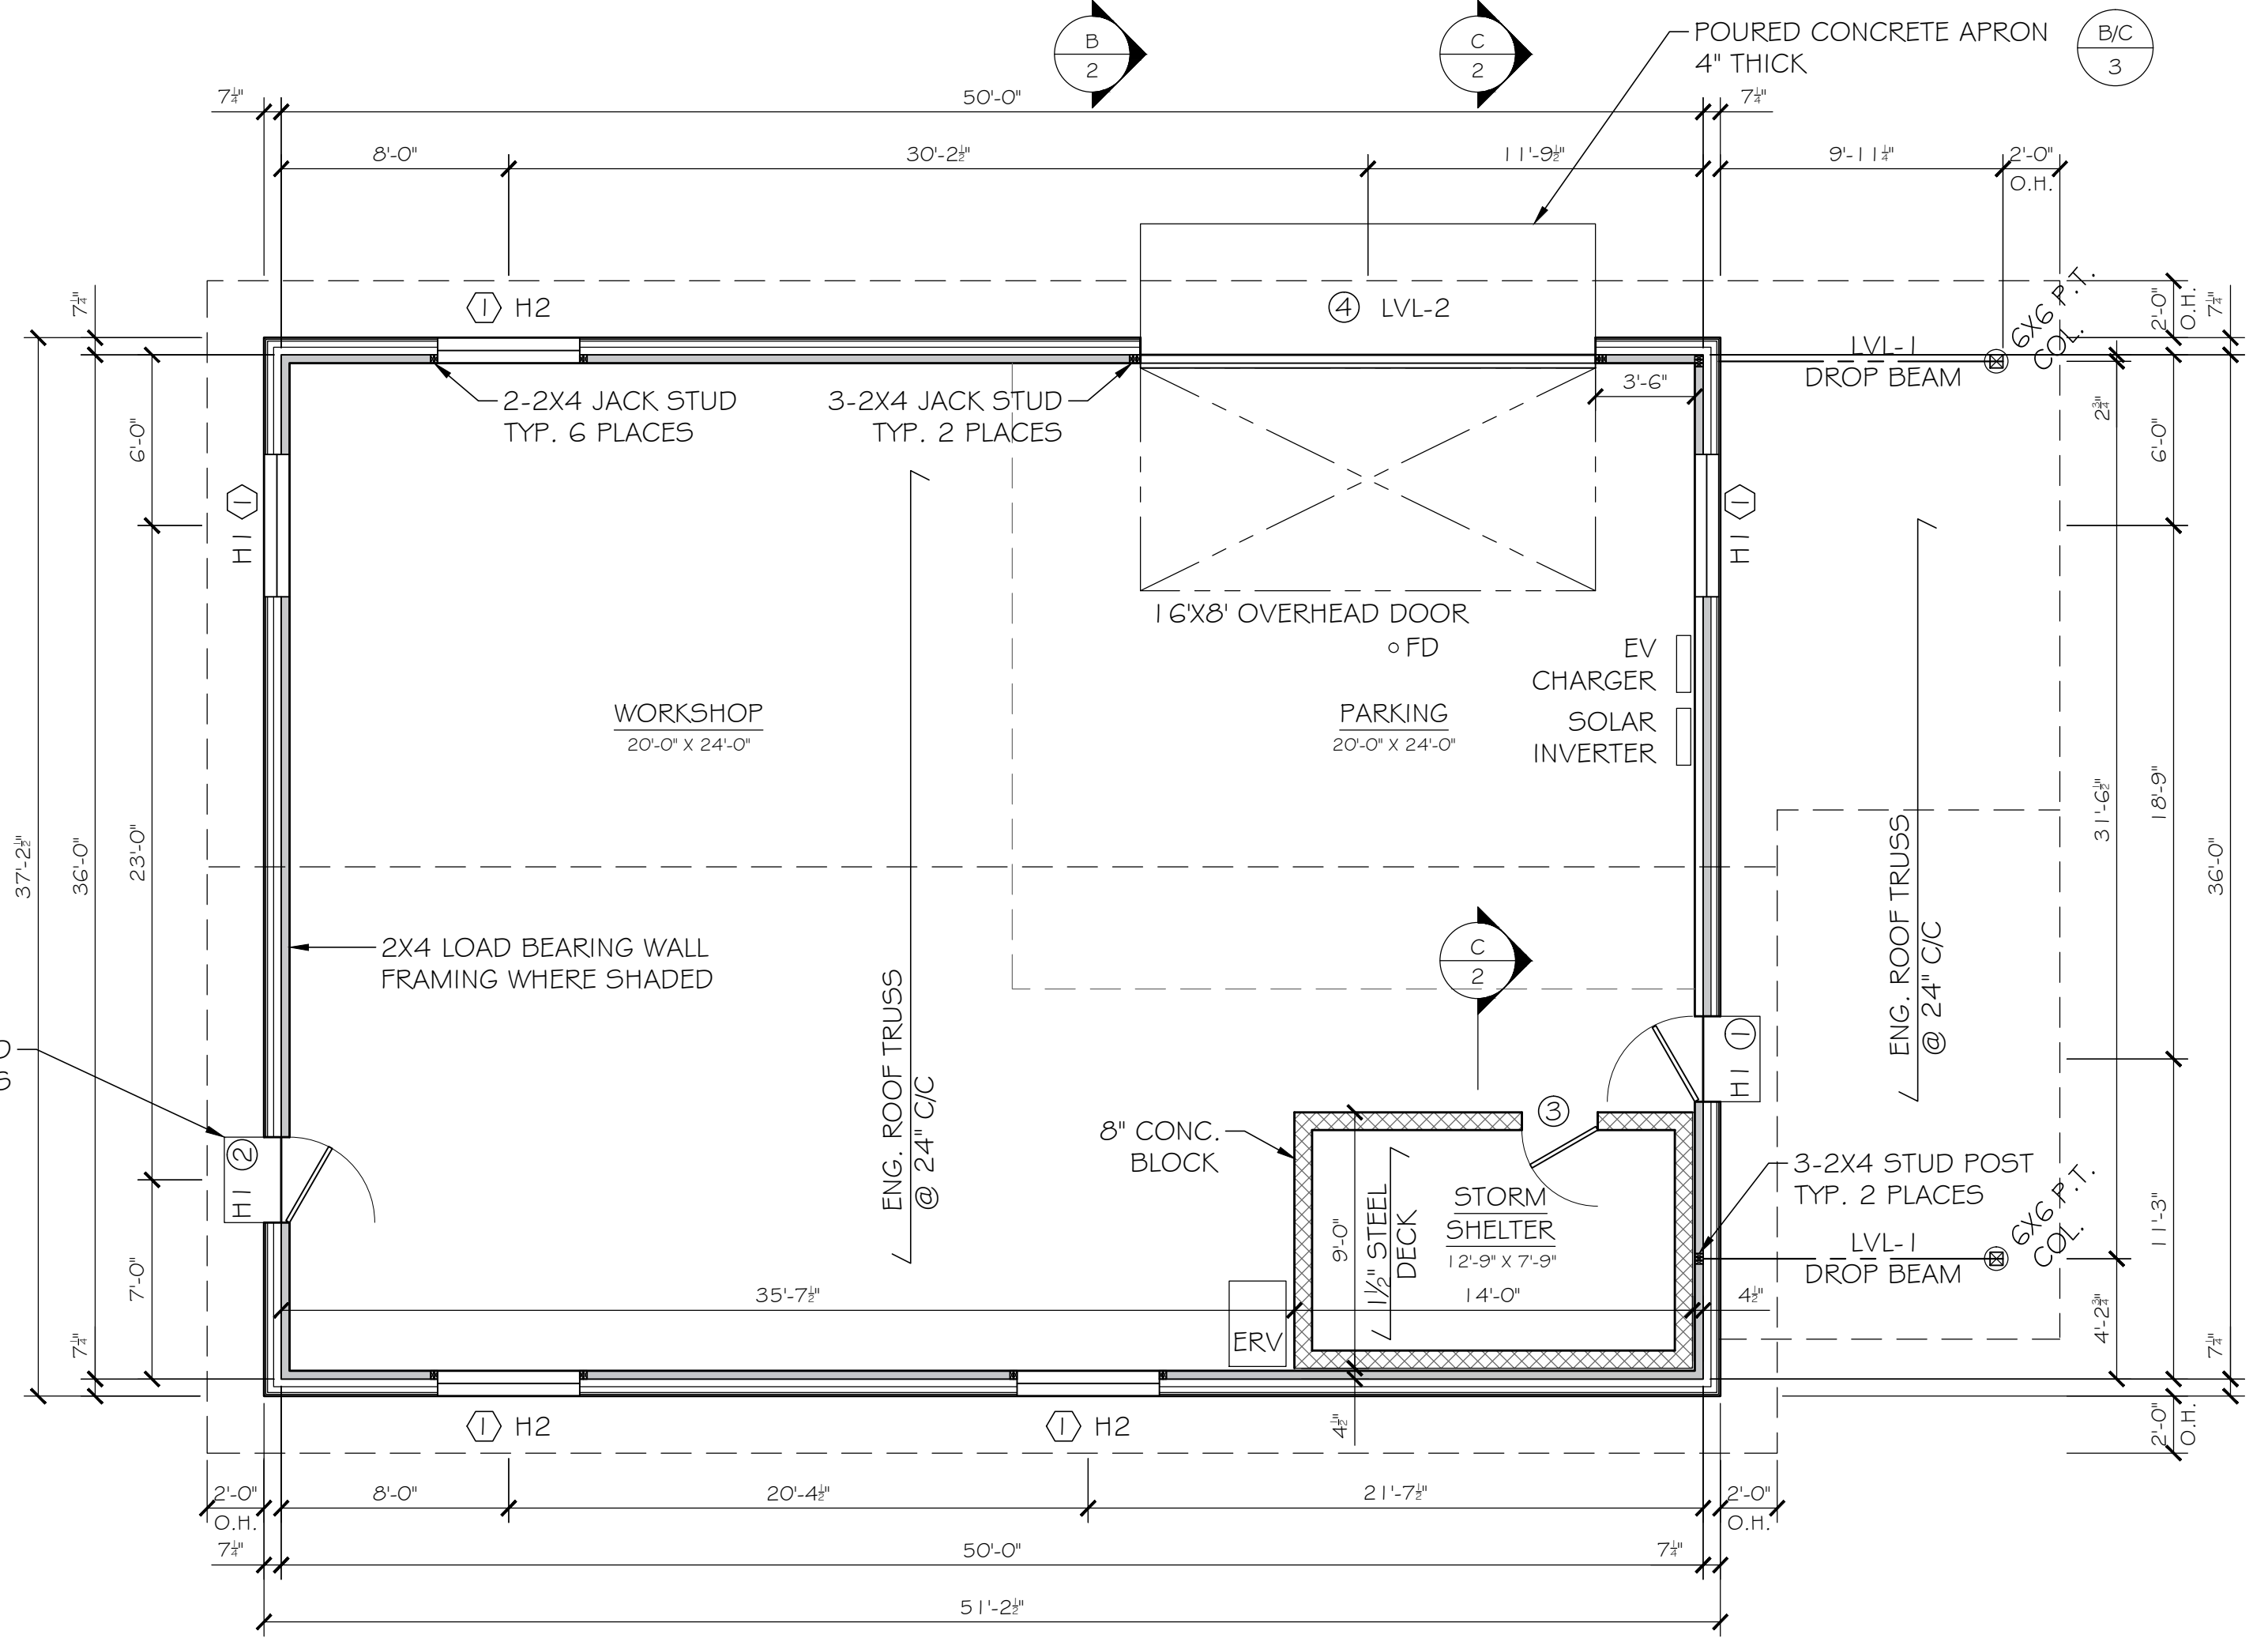 B
2
C
2
POURED CONCRETE APRON
4" THICK
B/C
3
7¼"
50'-0"
7¼"
8'-0"
30'-2½"
11'-9½"
9'-11¼"
2'-0"
O.H.
7¼"
1 H2
4 LVL-2
6X6 P.T.
COL.
2'-0"
O.H.
7¼"
LVL-1
DROP BEAM
2-2X4 JACK STUD
TYP. 6 PLACES
3-2X4 JACK STUD
TYP. 2 PLACES
3'-6"
2¾"
6'-0"
6'-0"
H1 1
H1 1
16'X8' OVERHEAD DOOR
FD
EV
CHARGER
SOLAR
INVERTER
WORKSHOP
20'-0" X 24'-0"
PARKING
20'-0" X 24'-0"
37'-2½"
36'-0"
23'-0"
31'-6½"
18'-9"
36'-0"
2X4 LOAD BEARING WALL
FRAMING WHERE SHADED
ENG. ROOF TRUSS
@ 24" C/C
ENG. ROOF TRUSS
@ 24" C/C
C
2
H1 1
H1 2
8" CONC.
BLOCK
3
3-2X4 STUD POST
TYP. 2 PLACES
STORM
SHELTER
12'-9" X 7'-9"
9'-0"
1½" STEEL
DECK
6X6 P.T.
COL.
LVL-1
DROP BEAM
11'-3"
7'-0"
35'-7½"
14'-0"
4½"
4'-2¾"
ERV
7¼"
7¼"
1 H2
1 H2
4½"
2'-0"
O.H.
2'-0"
O.H.
8'-0"
20'-4½"
21'-7½"
2'-0"
O.H.
7¼"
50'-0"
7¼"
51'-2½"